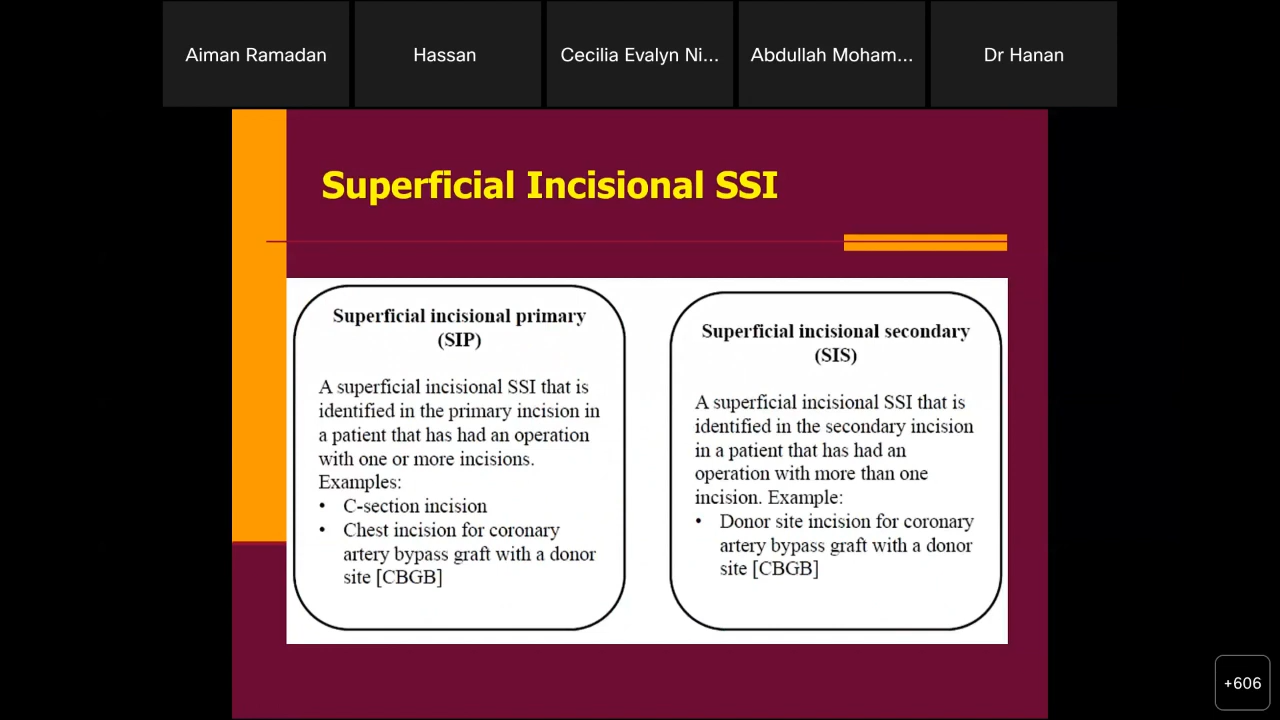 Aiman Ramadan
Hassan
Cecilia Evalyn Ni...
Abdullah Moham...
Dr Hanan
Superficial Incisional SSI
Superficial incisional primary
(SIP)
A superficial incisional SSI that is
identified in the primary incision in
a patient that has had an operation
with one or more incisions.
Examples:
• C-section incision
• Chest incision for coronary
artery bypass graft with a donor
site [CBGB]
Superficial incisional secondary
(SIS)
A superficial incisional SSI that is
identified in the secondary incision
in a patient that has had an
operation with more than one
incision. Example:
• Donor site incision for coronary
artery bypass graft with a donor
site [CBGB]
+606